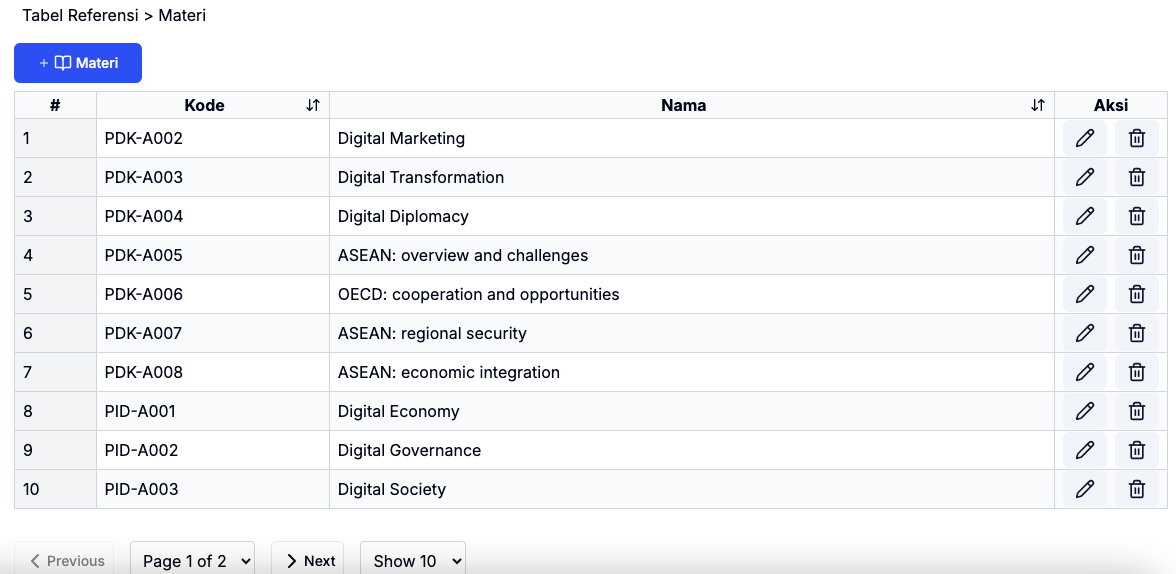 Tabel Referensi > Materi
+ Materi
# Kode Nama Aksi
1 PDK-A002 Digital Marketing
2 PDK-A003 Digital Transformation
3 PDK-A004 Digital Diplomacy
4 PDK-A005 ASEAN: overview and challenges
5 PDK-A006 OECD: cooperation and opportunities
6 PDK-A007 ASEAN: regional security
7 PDK-A008 ASEAN: economic integration
8 PID-A001 Digital Economy
9 PID-A002 Digital Governance
10 PID-A003 Digital Society
Previous Page 1 of 2 Next Show 10